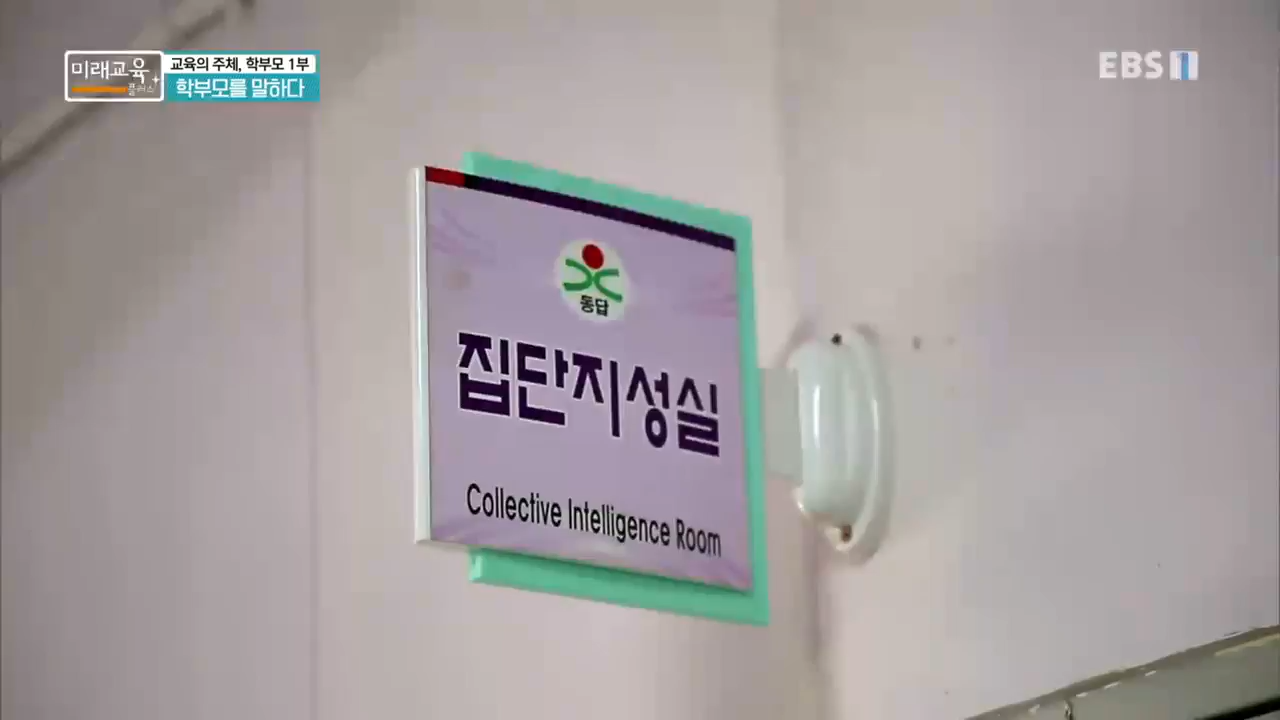 미래교육
플러스
교육의 주체, 학부모 1부
학부모를 말하다
EBS 1
동답
집단지성실
Collective Intelligence Room